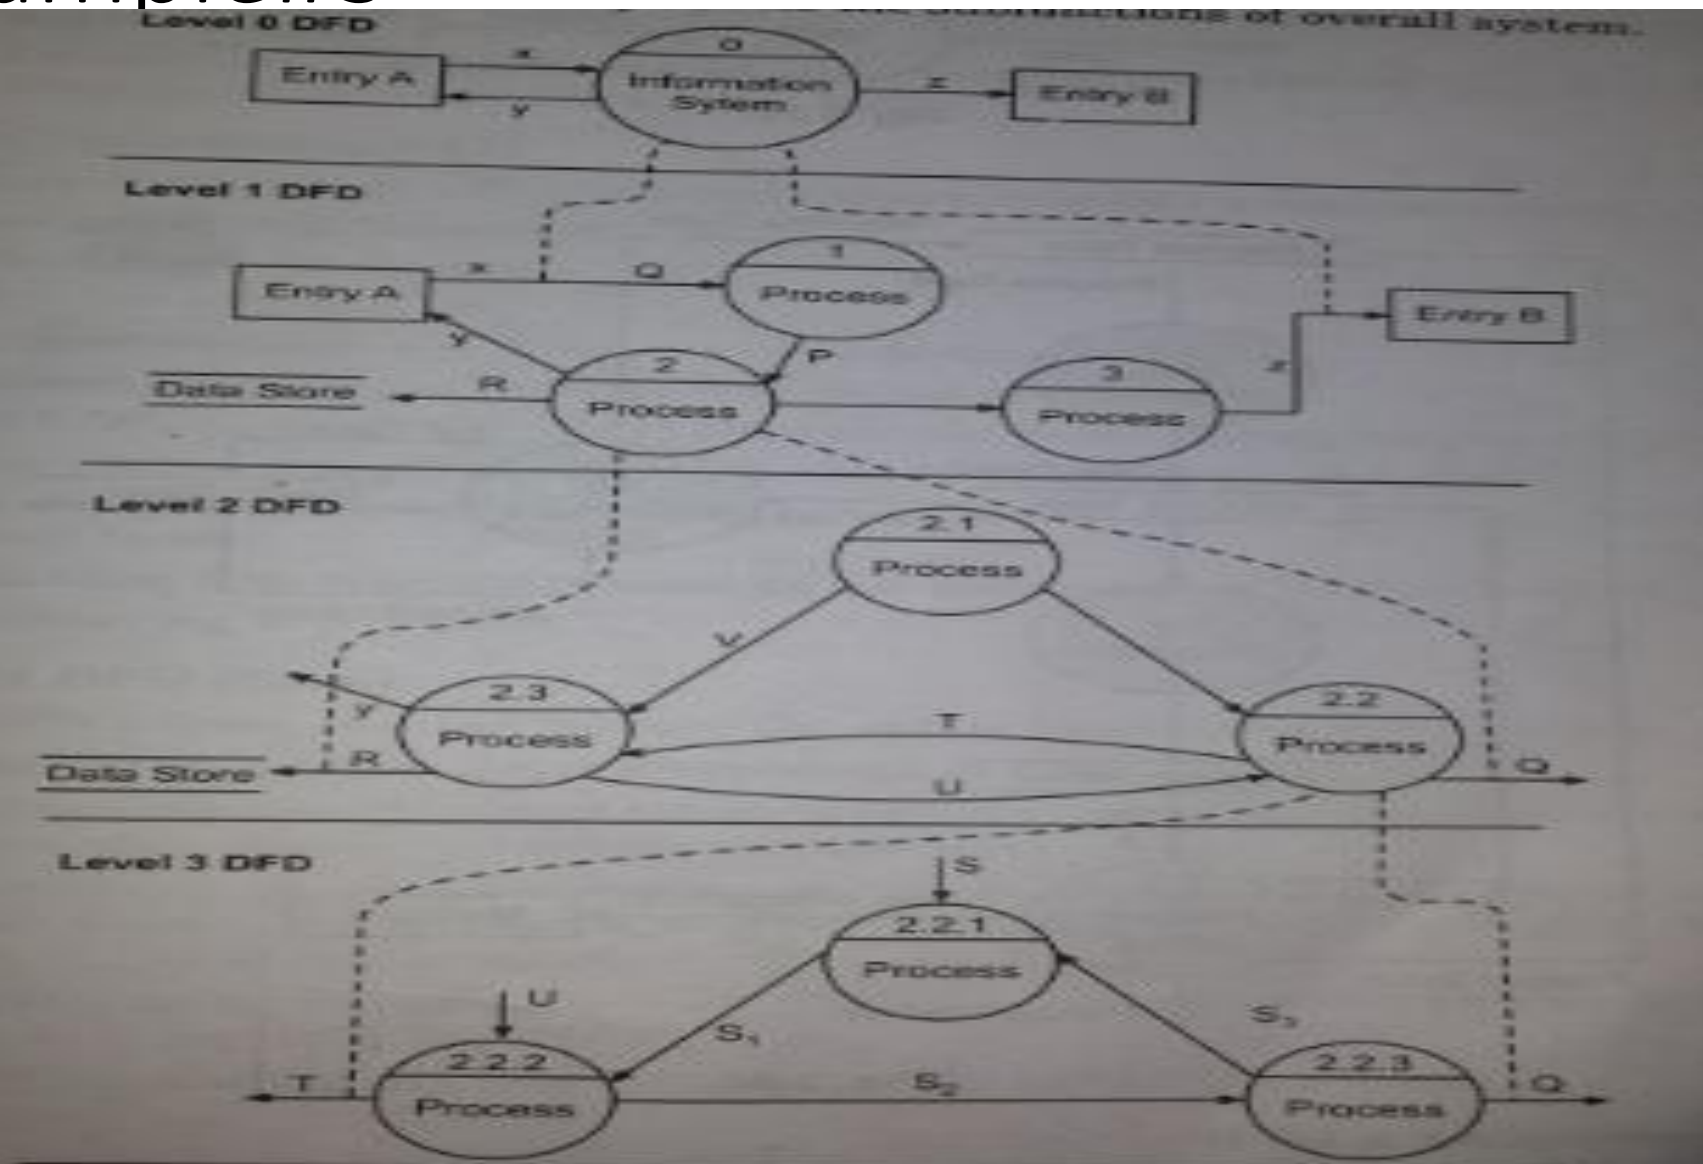 of overall system.
Level 0 DFD
Entry A
x
y
0
Information
Sytem
z
Entry B
Level 1 DFD
Entry A
x
Q
1
Process
Entry B
y
P
Data Store
R
2
Process
3
Process
z
Level 2 DFD
2.1
Process
V
y
2.3
Process
T
2.2
Process
Data Store
R
U
Q
Level 3 DFD
S
2.2.1
Process
U
S1
S3
T
2.2.2
Process
S2
2.2.3
Process
Q